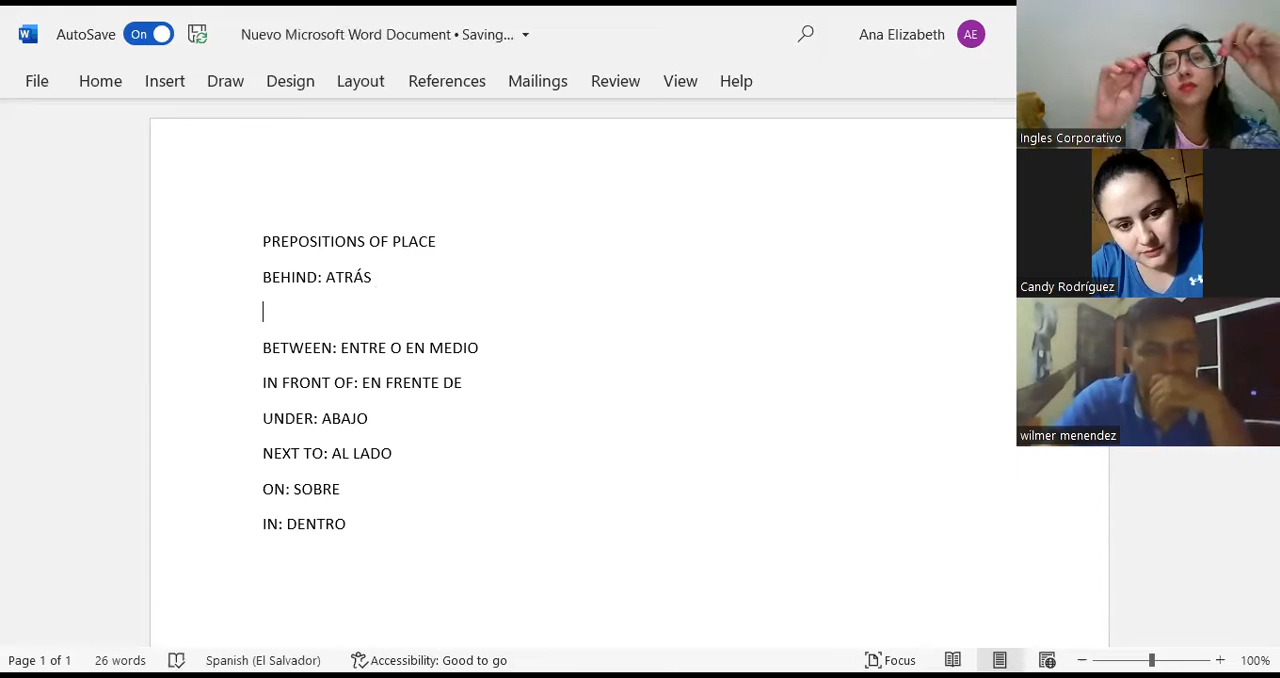 AutoSave On Nuevo Microsoft Word Document • Saving... Ana Elizabeth AE
File Home Insert Draw Design Layout References Mailings Review View Help
PREPOSITIONS OF PLACE
BEHIND: ATRÁS
BETWEEN: ENTRE O EN MEDIO
IN FRONT OF: EN FRENTE DE
UNDER: ABAJO
NEXT TO: AL LADO
ON: SOBRE
IN: DENTRO
Page 1 of 1 26 words Spanish (El Salvador) Accessibility: Good to go Focus 100%
Ingles Corporativo
Candy Rodríguez
wilmer menendez